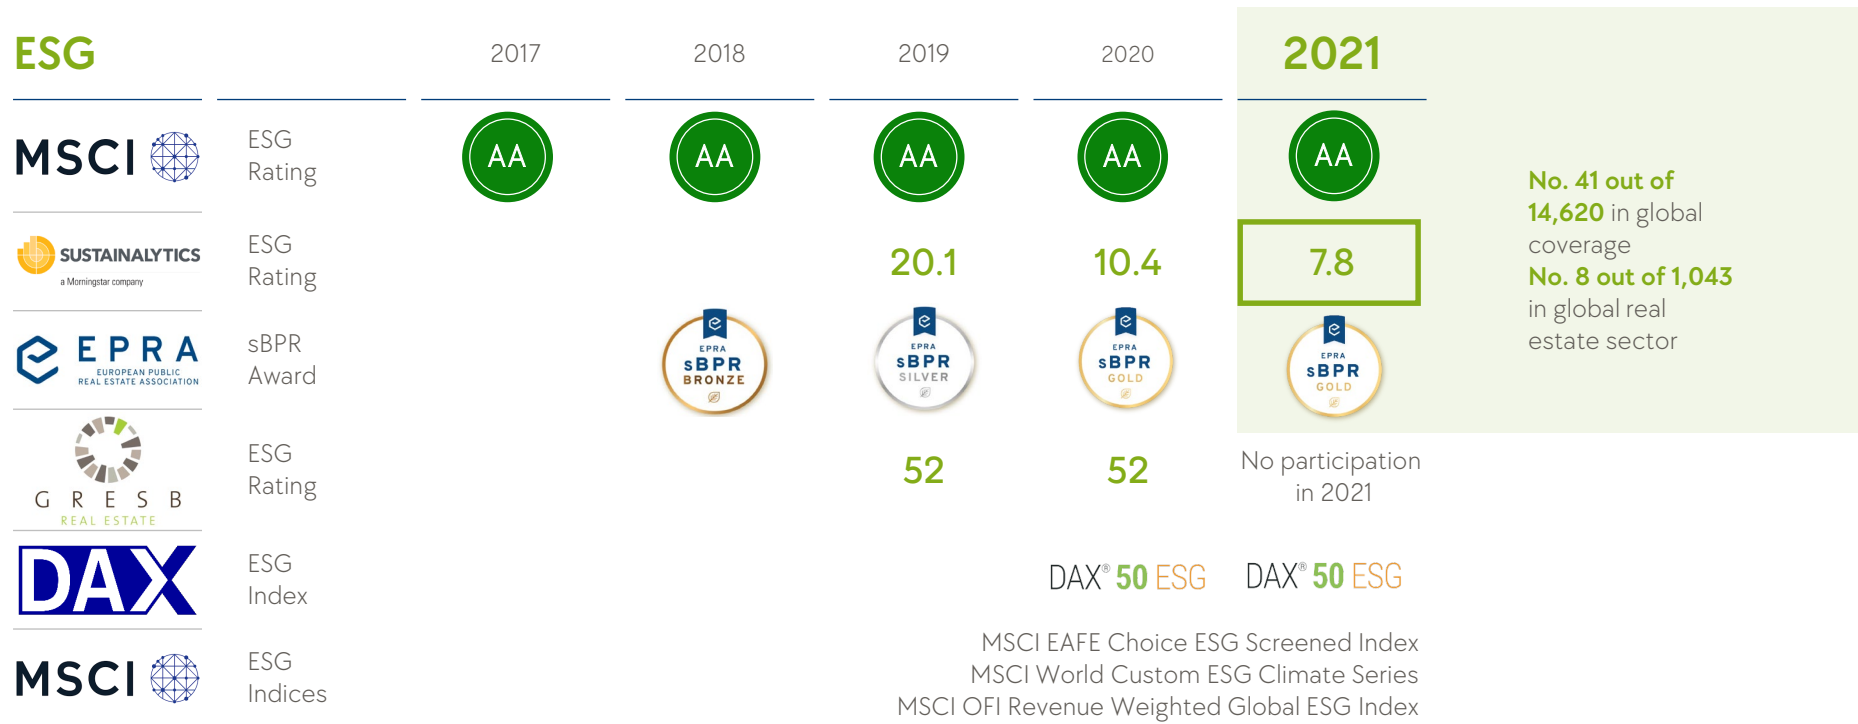 ESG 2017 2018 2019 2020 2021
MSCI ESG Rating AA AA AA AA AA
No. 41 out of
14,620 in global
coverage
No. 8 out of 1,043
in global real
estate sector
SUSTAINALYTICS
a Morningstar company
ESG
Rating
20.1 10.4 7.8
EPRA
EUROPEAN PUBLIC
REAL ESTATE ASSOCIATION
sBPR
Award
EPRA
sBPR
BRONZE
EPRA
sBPR
SILVER
EPRA
sBPR
GOLD
EPRA
sBPR
GOLD
GRESB
REAL ESTATE
ESG
Rating
52 52 No participation
in 2021
DAX
ESG
Index
DAX® 50 ESG DAX® 50 ESG
MSCI
ESG
Indices
MSCI EAFE Choice ESG Screened Index
MSCI World Custom ESG Climate Series
MSCI OFI Revenue Weighted Global ESG Index